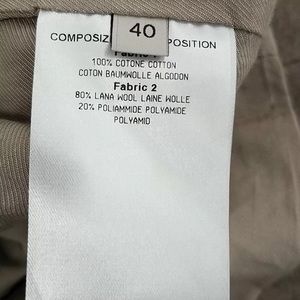 40
COMPOSIZ POSITION
Fabric
100% COTONE COTTON
COTON BAUMWOLLE ALGODON
Fabric 2
80% LANA WOOL LAINE WOLLE
20% POLIAMMIDE POLYAMIDE
POLYAMID